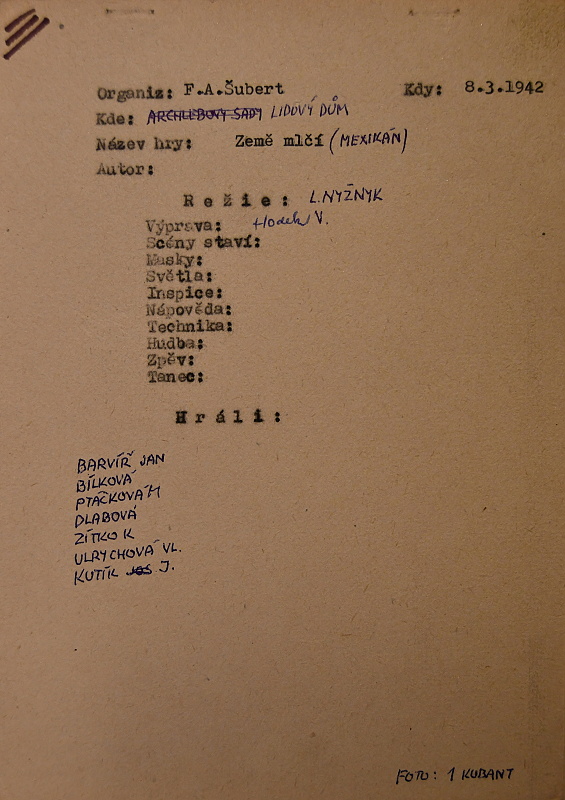 Organiz: F.A.Šubert Kdy: 8.3.1942
Kde: ARCHLEBOVY SADY LIDOVÝ DŮM
Název hry: Země mlčí (MEXIKÁN)
Autor:
Režie: L. NYŽNYK
Výprava: Hodek V.
Scény staví:
Masky:
Světla:
Inspice:
Nápověda:
Technika:
Hudba:
Zpěv:
Tanec:
Hráli:
BARVÍŘ JAN
BÍLKOVÁ
PTÁČKOVÁ M
DLABOVÁ
ZÍTKO K
ULRYCHOVÁ VL.
KUTÍK JOS J.
FOTO: 1 KUBANT